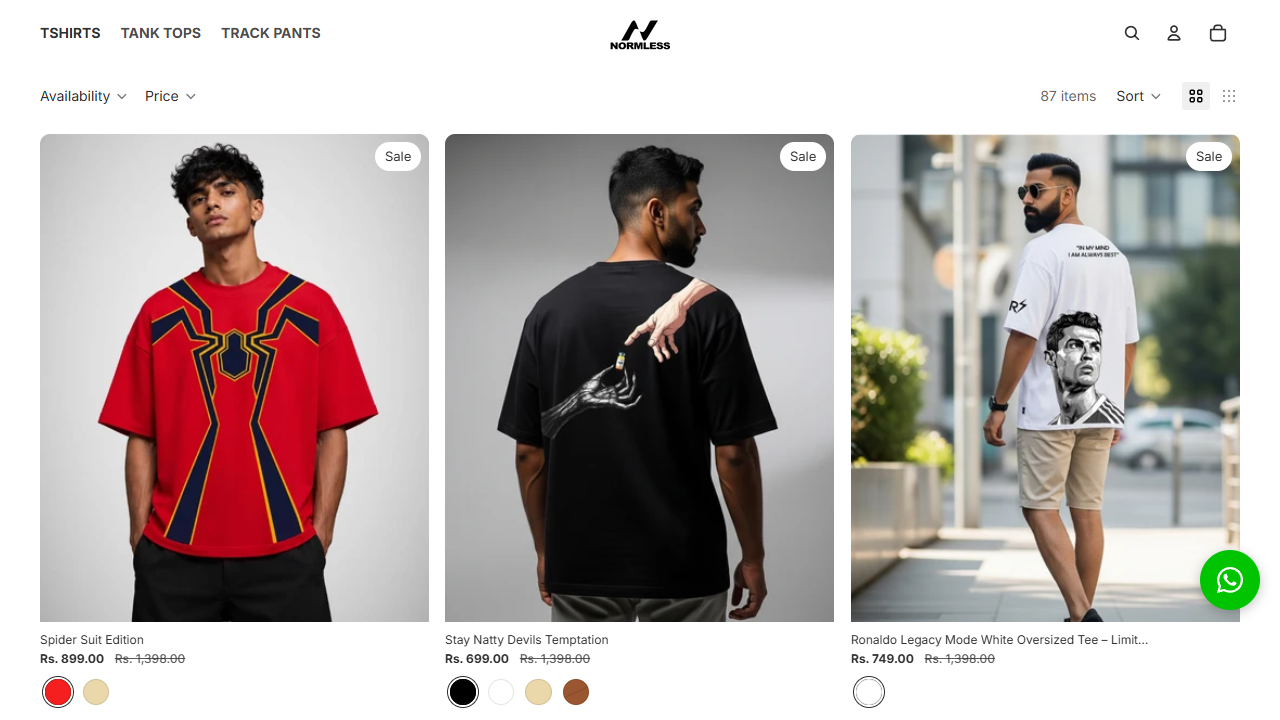 TSHIRTS TANK TOPS TRACK PANTS
NORMLESS
Availability Price
87 items Sort
Sale
Sale
Sale
"IN MY MIND
I AM ALWAYS BEST"
Spider Suit Edition
Rs. 899.00 Rs. 1,398.00
Stay Natty Devils Temptation
Rs. 699.00 Rs. 1,398.00
Ronaldo Legacy Mode White Oversized Tee – Limit...
Rs. 749.00 Rs. 1,398.00